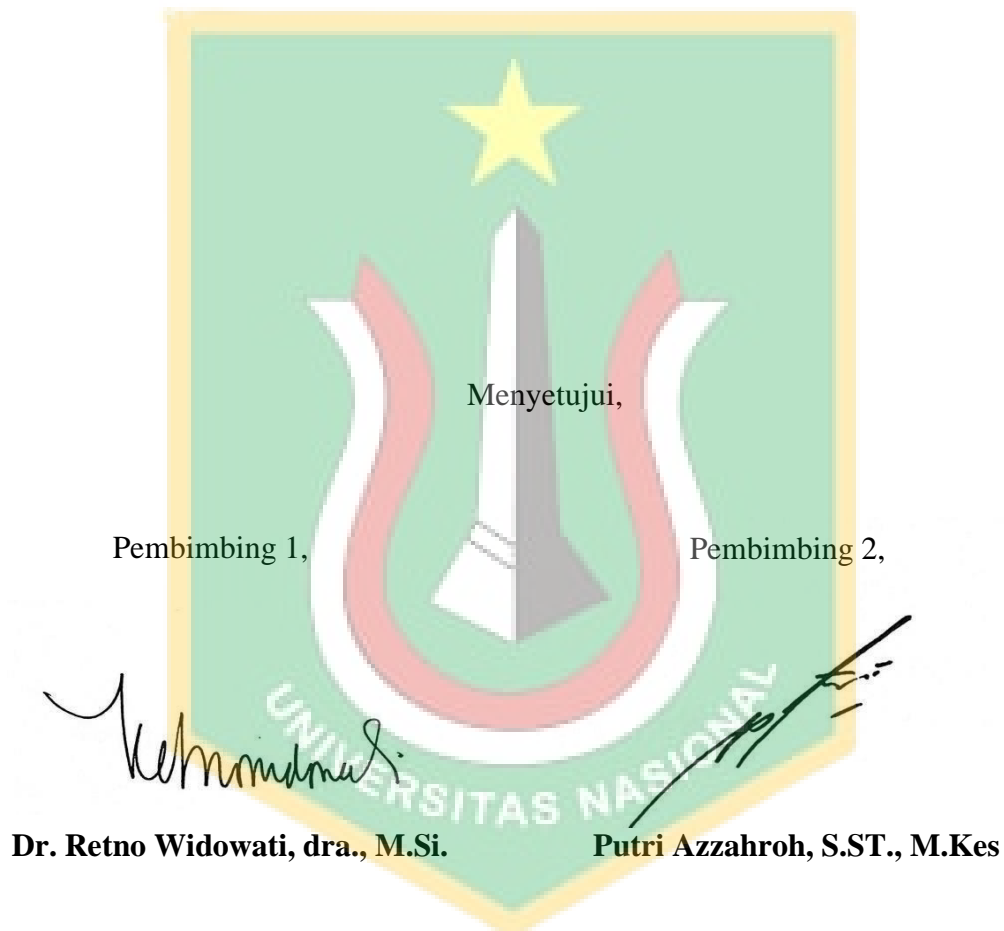 Menyetujui,
Pembimbing 1,
Pembimbing 2,
UNIVERSITAS NASIONAL
Dr. Retno Widowati, dra., M.Si.
Putri Azzahroh, S.ST., M.Kes